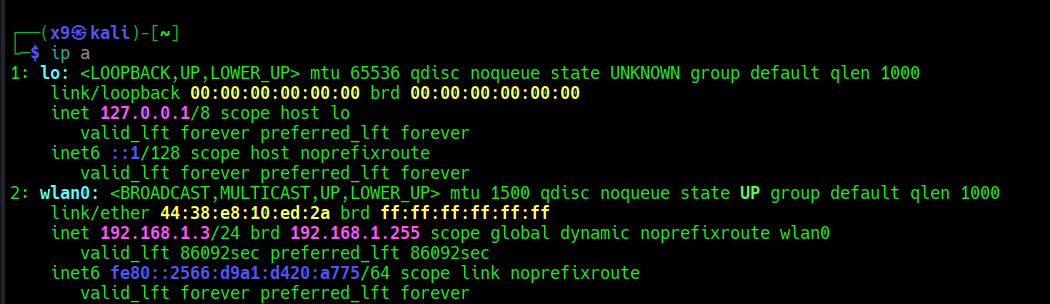 ┌──(x9㉿kali)-[~]
└─$ ip a
1: lo: <LOOPBACK,UP,LOWER_UP> mtu 65536 qdisc noqueue state UNKNOWN group default qlen 1000
    link/loopback 00:00:00:00:00:00 brd 00:00:00:00:00:00
    inet 127.0.0.1/8 scope host lo
       valid_lft forever preferred_lft forever
    inet6 ::1/128 scope host noprefixroute
       valid_lft forever preferred_lft forever
2: wlan0: <BROADCAST,MULTICAST,UP,LOWER_UP> mtu 1500 qdisc noqueue state UP group default qlen 1000
    link/ether 44:38:e8:10:ed:2a brd ff:ff:ff:ff:ff:ff
    inet 192.168.1.3/24 brd 192.168.1.255 scope global dynamic noprefixroute wlan0
       valid_lft 86092sec preferred_lft 86092sec
    inet6 fe80::2566:d9a1:d420:a775/64 scope link noprefixroute
       valid_lft forever preferred_lft forever